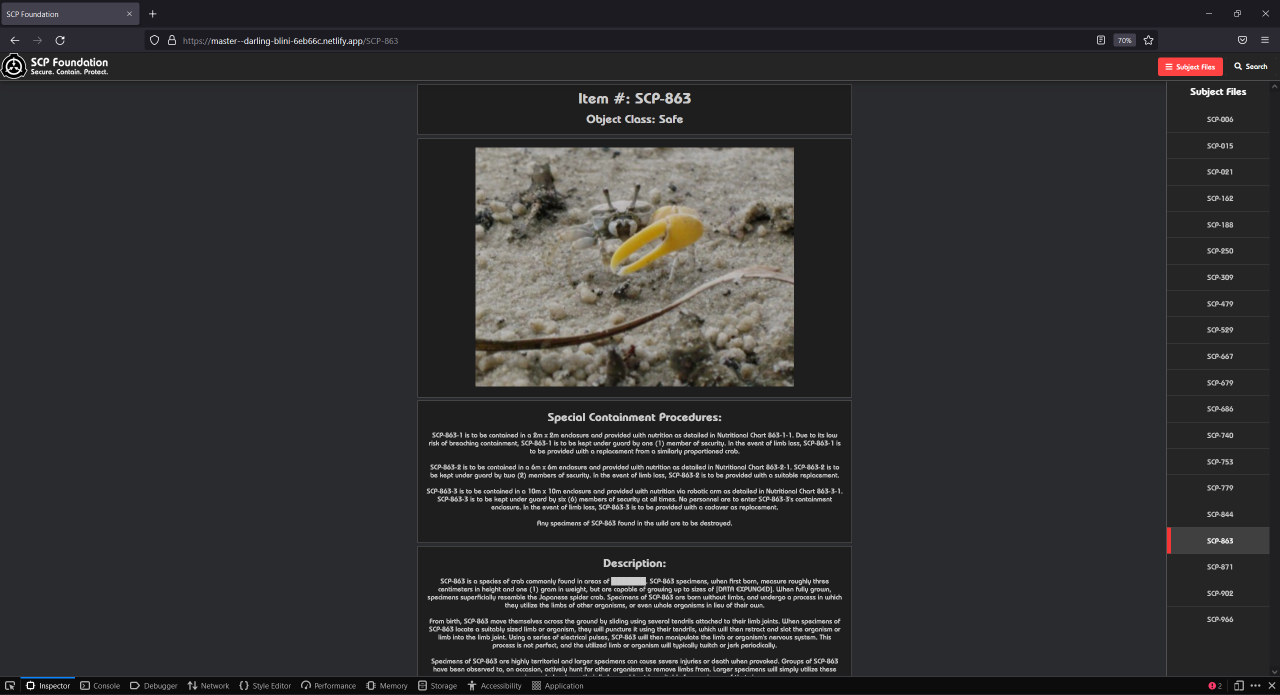 SCP Foundation
https://master--darling-blini-6eb66c.netlify.app/SCP-863
70%
SCP Foundation
Secure. Contain. Protect.
Subject Files
Search
Item #: SCP-863
Object Class: Safe
Special Containment Procedures:
SCP-863-1 is to be contained in a 2m x 2m enclosure and provided with nutrition as detailed in Nutritional Chart 863-1-1. Due to its low
risk of breaching containment, SCP-863-1 is to be kept under guard by one (1) member of security. In the event of limb loss, SCP-863-1 is
to be provided with a replacement from a similarly proportioned crab.
SCP-863-2 is to be contained in a 6m x 6m enclosure and provided with nutrition as detailed in Nutritional Chart 863-2-1. SCP-863-2 is to
be kept under guard by two (2) members of security. In the event of limb loss, SCP-863-2 is to be provided with a suitable replacement.
SCP-863-3 is to be contained in a 10m x 10m enclosure and provided with nutrition via robotic arm as detailed in Nutritional Chart 863-3-1.
SCP-863-3 is to be kept under guard by six (6) members of security at all times. No personnel are to enter SCP-863-3's containment
enclosure. In the event of limb loss, SCP-863-3 is to be provided with a cadaver as replacement.
Any specimens of SCP-863 found in the wild are to be destroyed.
Description:
SCP-863 is a species of crab commonly found in areas of ███████. SCP-863 specimens, when first born, measure roughly three
centimeters in height and one (1) gram in weight, but are capable of growing up to sizes of [DATA EXPUNGED]. When fully grown,
specimens superficially resemble the Japanese spider crab. Specimens of SCP-863 are born without limbs, and undergo a process in which
they utilize the limbs of other organisms, or even whole organisms in lieu of their own.
From birth, SCP-863 move themselves across the ground by sliding using several tendrils attached to their limb joints. When specimens of
SCP-863 locate a suitably sized limb or organism, they will puncture it using their tendrils, which will then retract and slot the organism or
limb into the limb joint. Using a series of electrical pulses, SCP-863 will then manipulate the limb or organism's nervous system. This
process is not perfect, and the utilized limb or organism will typically twitch or jerk periodically.
Specimens of SCP-863 are highly territorial and larger specimens can cause severe injuries or death when provoked. Groups of SCP-863
have been observed to, on occasion, actively hunt for other organisms to remove limbs from. Larger specimens will simply utilize these
Subject Files
SCP-006
SCP-015
SCP-021
SCP-162
SCP-188
SCP-250
SCP-309
SCP-479
SCP-529
SCP-667
SCP-679
SCP-686
SCP-740
SCP-753
SCP-779
SCP-844
SCP-863
SCP-871
SCP-902
SCP-966
Inspector
Console
Debugger
Network
Style Editor
Performance
Memory
Storage
Accessibility
Application
2